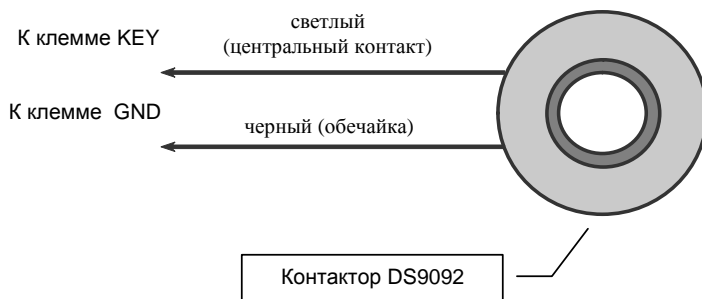 К клемме KEY
светлый
(центральный контакт)
К клемме GND
черный (обечайка)
Контактор DS9092